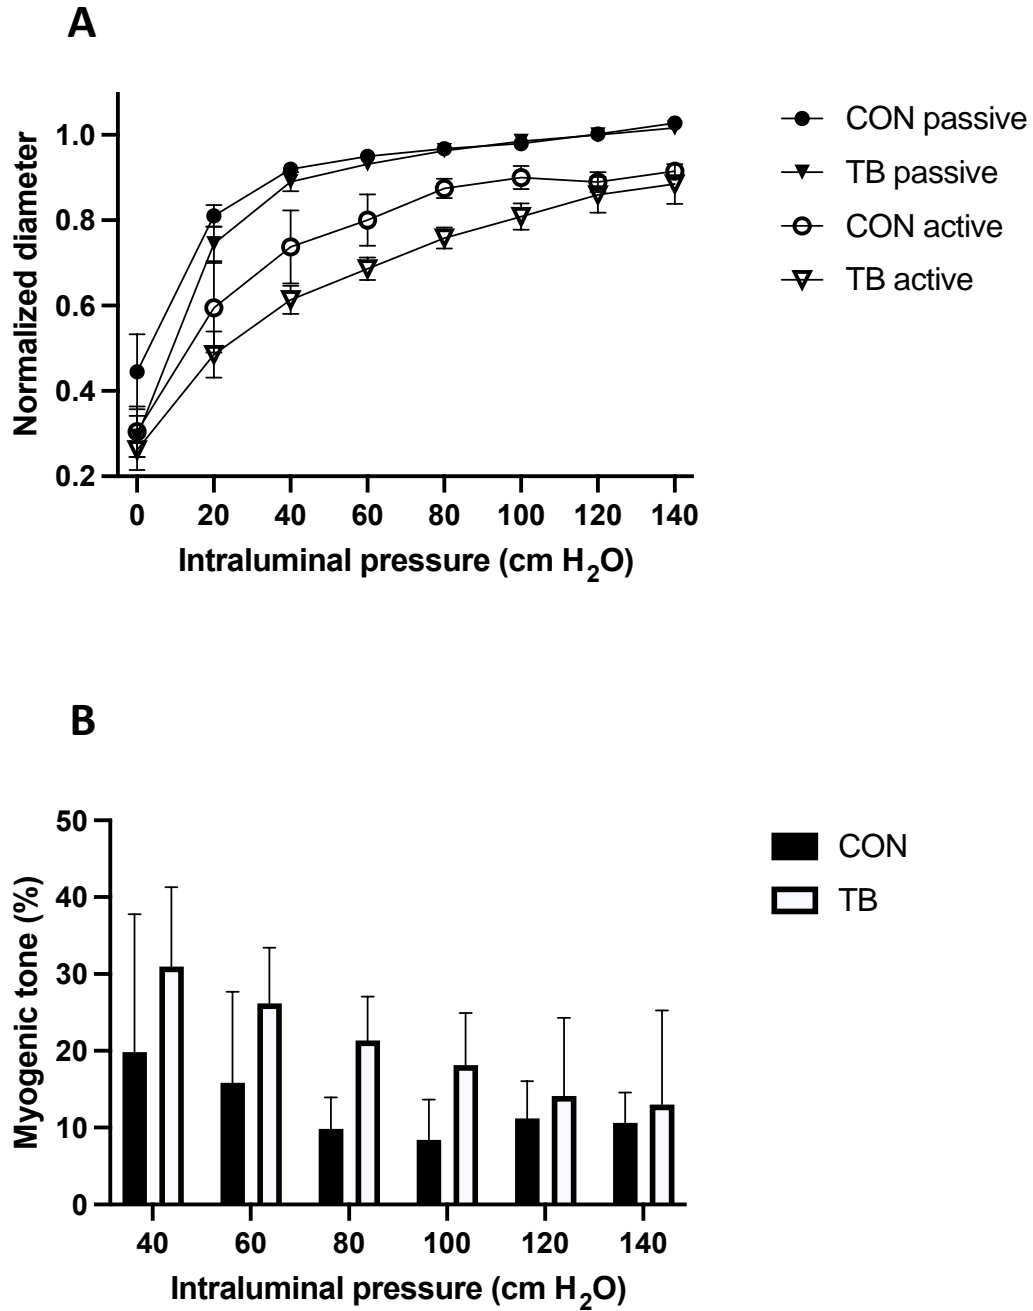 A
Normalized diameter
1.0
0.8
0.6
0.4
0.2
0 20 40 60 80 100 120 140
Intraluminal pressure (cm H₂O)
CON passive
TB passive
CON active
TB active
B
Myogenic tone (%)
50
40
30
20
10
0
40 60 80 100 120 140
Intraluminal pressure (cm H₂O)
CON
TB